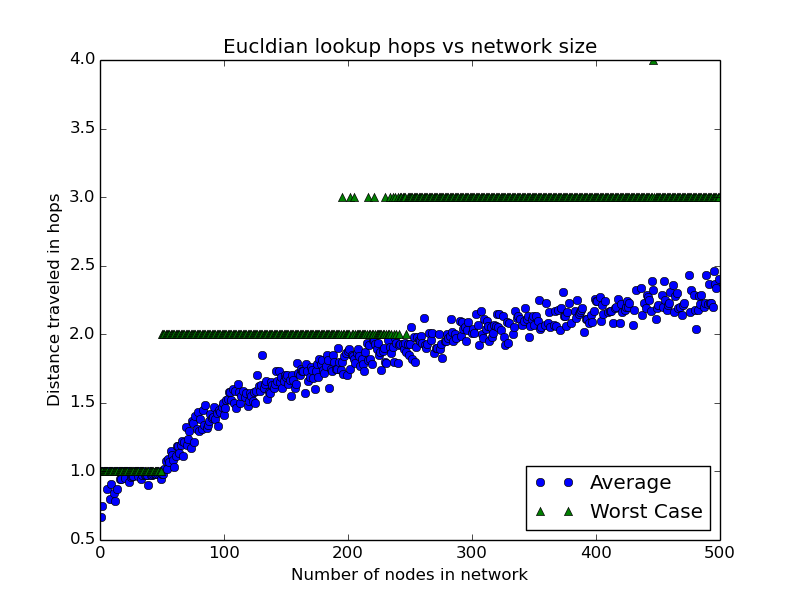 Eucldian lookup hops vs network size
4.0
3.5
3.0
2.5
2.0
1.5
1.0
0.5
Distance traveled in hops
0 100 200 300 400 500
Number of nodes in network
Average
Worst Case